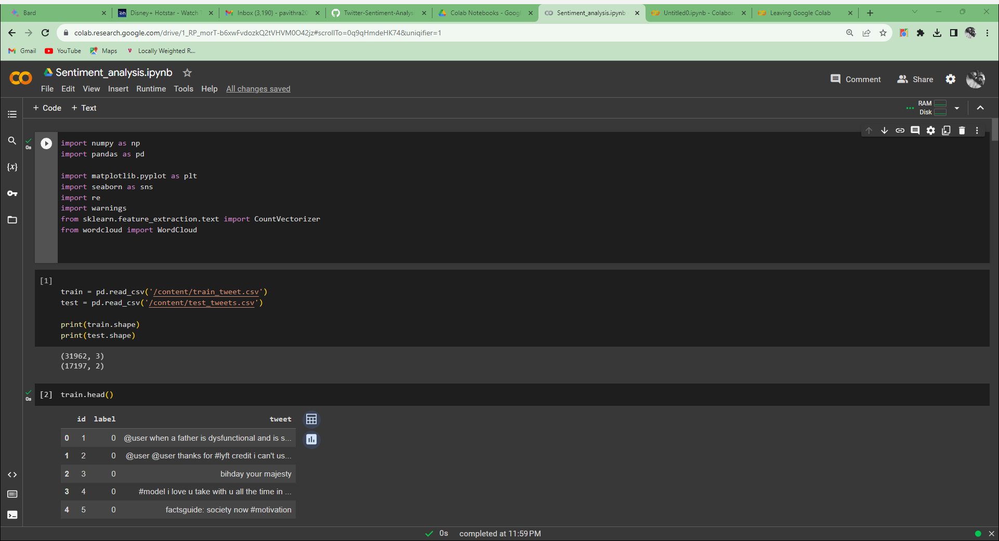 Bard
Disney+ Hotstar - Watch T
Inbox (3,190) - pavithra20
Twitter-Sentiment-Analys
Colab Notebooks - Googl
Sentiment_analysis.ipynb
Untitled0.ipynb - Colabor
Leaving Google Colab
colab.research.google.com/drive/1_RP_morT-b6xwFvdozkQ2tVHVM0O42jz#scrollTo=0q9qHmdeHK74&uniqifier=1
Gmail YouTube Maps Locally Weighted R...
Sentiment_analysis.ipynb
File Edit View Insert Runtime Tools Help All changes saved
Comment Share
+ Code + Text
RAM
Disk
{x}
0s
import numpy as np
import pandas as pd
import matplotlib.pyplot as plt
import seaborn as sns
import re
import warnings
from sklearn.feature_extraction.text import CountVectorizer
from wordcloud import WordCloud
[1]
train = pd.read_csv('/content/train_tweet.csv')
test = pd.read_csv('/content/test_tweets.csv')
print(train.shape)
print(test.shape)
(31962, 3)
(17197, 2)
0s
[2] train.head()
id label tweet
0 1 0 @user when a father is dysfunctional and is s...
1 2 0 @user @user thanks for #lyft credit i can't us...
2 3 0 bihday your majesty
3 4 0 #model i love u take with u all the time in ...
4 5 0 factsguide: society now #motivation
0s completed at 11:59 PM